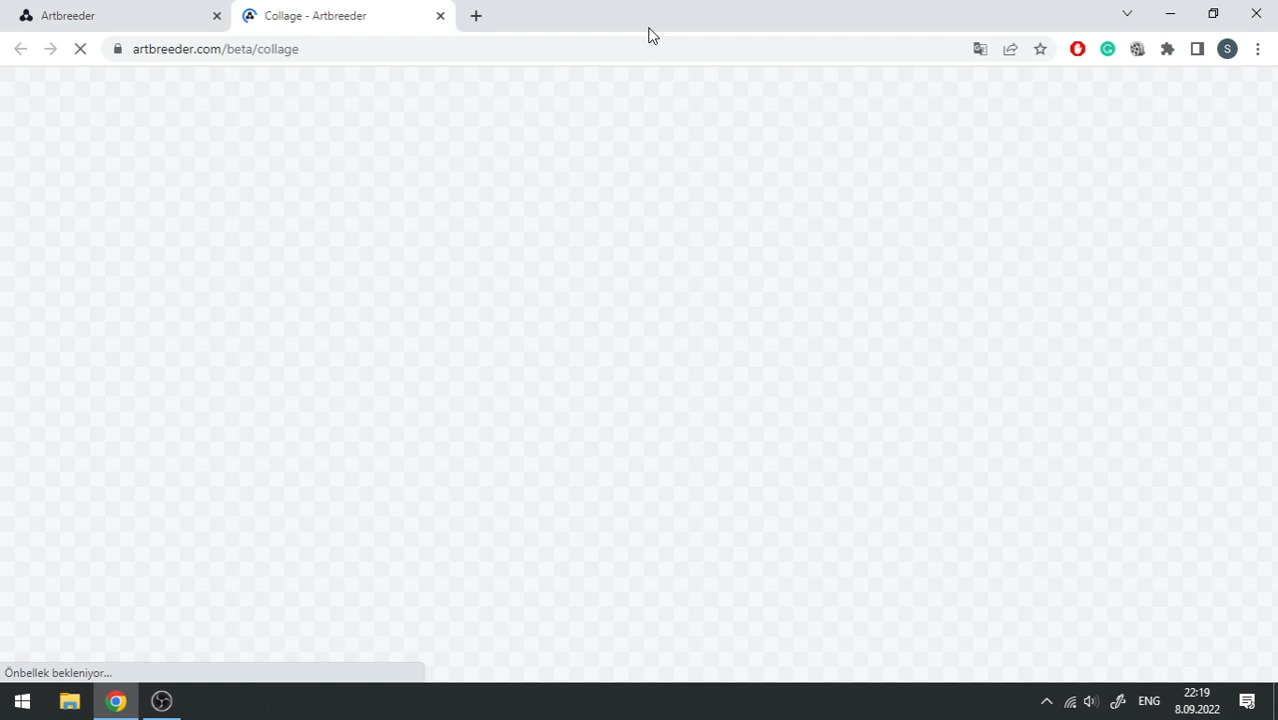 Artbreeder
Collage - Artbreeder
artbreeder.com/beta/collage
S
Önbellek bekleniyor...
ENG
22:19
8.09.2022